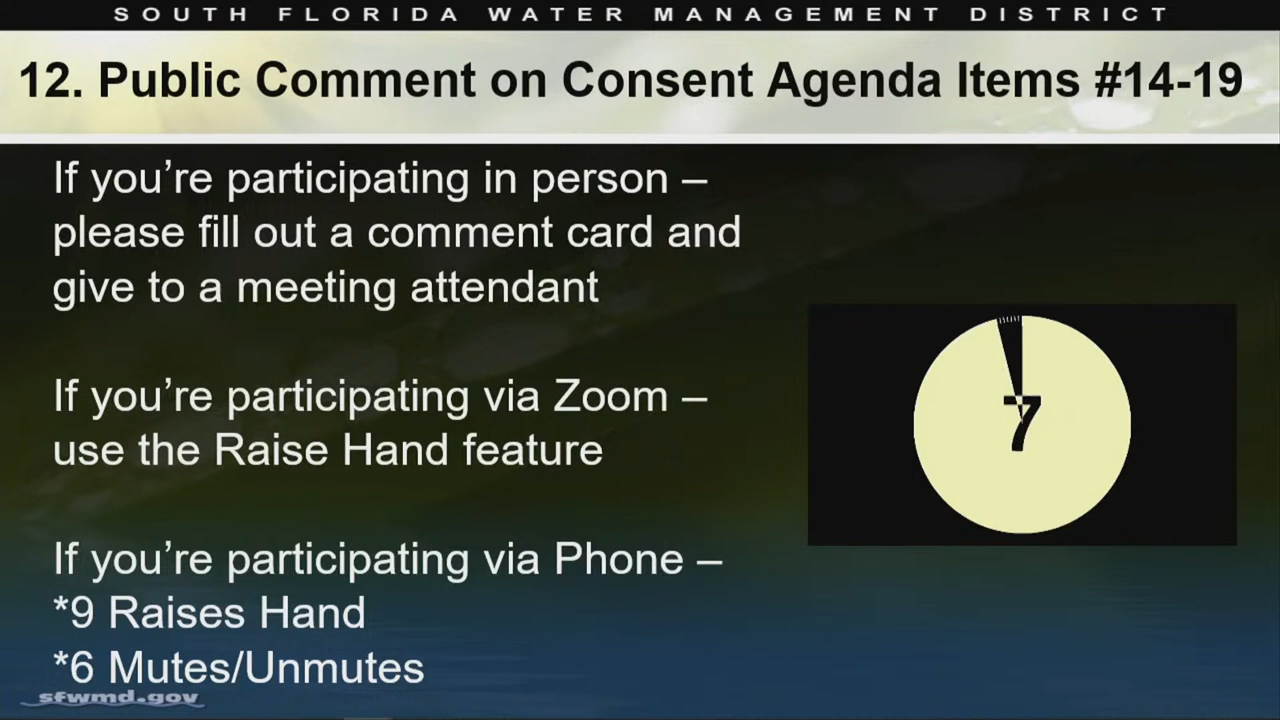 SOUTH FLORIDA WATER MANAGEMENT DISTRICT
12. Public Comment on Consent Agenda Items #14-19
If you’re participating in person –
please fill out a comment card and
give to a meeting attendant
If you’re participating via Zoom –
use the Raise Hand feature
If you’re participating via Phone –
*9 Raises Hand
*6 Mutes/Unmutes
7
sfwmd.gov